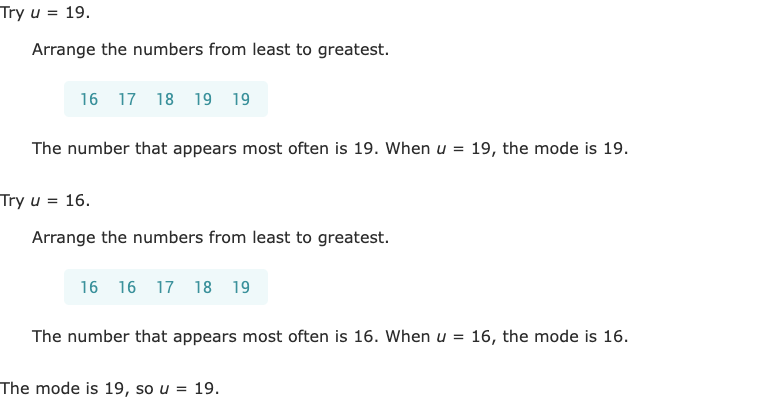 Try u = 19.
Arrange the numbers from least to greatest.
16 17 18 19 19
The number that appears most often is 19. When u = 19, the mode is 19.
Try u = 16.
Arrange the numbers from least to greatest.
16 16 17 18 19
The number that appears most often is 16. When u = 16, the mode is 16.
The mode is 19, so u = 19.